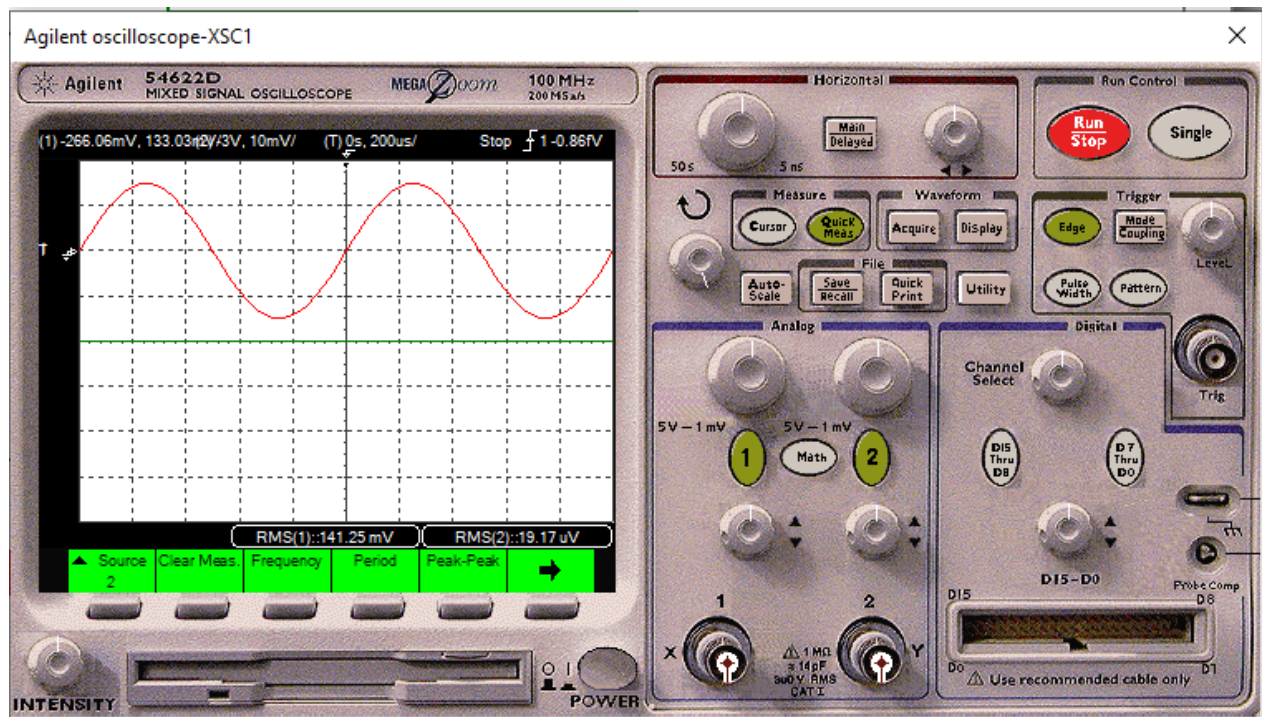 Agilent oscilloscope-XSC1
Agilent 54622D MEGA Zoom 100 MHz
MIXED SIGNAL OSCILLOSCOPE 200 MSa/s
(1) -266.06mV, 133.03m (2) -3V, 10mV/ (T) 0s, 200us/ Stop 1 -0.86fV
T
RMS(1)::141.25 mV RMS(2)::19.17 uV
Source Clear Meas. Frequency Period Peak-Peak
2
INTENSITY
O I
POWER
Horizontal
Main
Delayed
50 s 5 ns
Run Control
Run
Stop
Single
Measure
Cursor
Quick
Meas
Waveform
Acquire
Display
Trigger
Edge
Mode
Coupling
Level
Auto-
Scale
File
Save
Recall
Quick
Print
Utility
Pulse
Width
Pattern
Trig
Analog
5V – 1 mV 5V – 1 mV
1
Math
2
1
2
X
Y
1 MΩ
≈ 14pF
300 V RMS
CAT I
Digital
Channel
Select
D15
Thru
D8
D7
Thru
D0
D15-D0
Probe Comp
D15 D8
D0 D1
Use recommended cable only